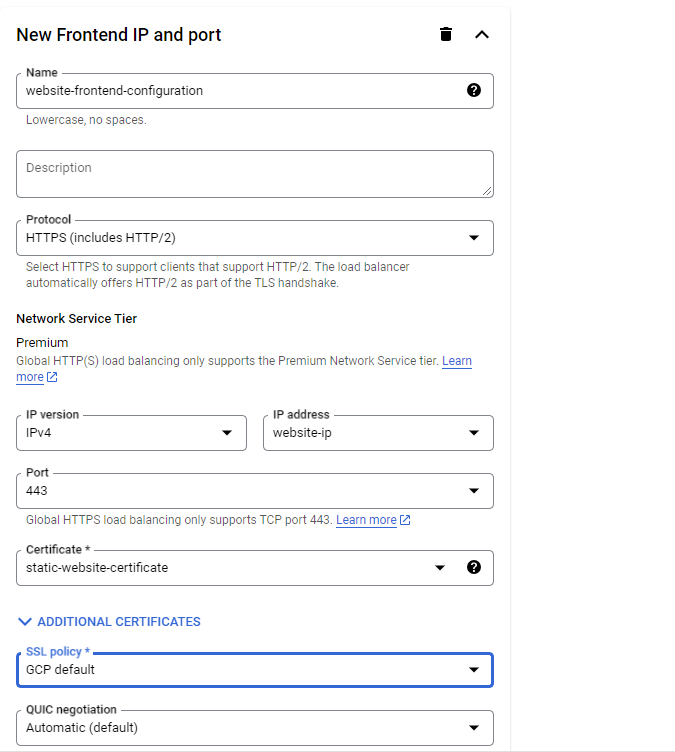 New Frontend IP and port
Name
website-frontend-configuration
Lowercase, no spaces.
Description
Protocol
HTTPS (includes HTTP/2)
Select HTTPS to support clients that support HTTP/2. The load balancer
automatically offers HTTP/2 as part of the TLS handshake.
Network Service Tier
Premium
Global HTTP(S) load balancing only supports the Premium Network Service tier. Learn
more
IP version
IPv4
IP address
website-ip
Port
443
Global HTTPS load balancing only supports TCP port 443. Learn more
Certificate *
static-website-certificate
ADDITIONAL CERTIFICATES
SSL policy *
GCP default
QUIC negotiation
Automatic (default)